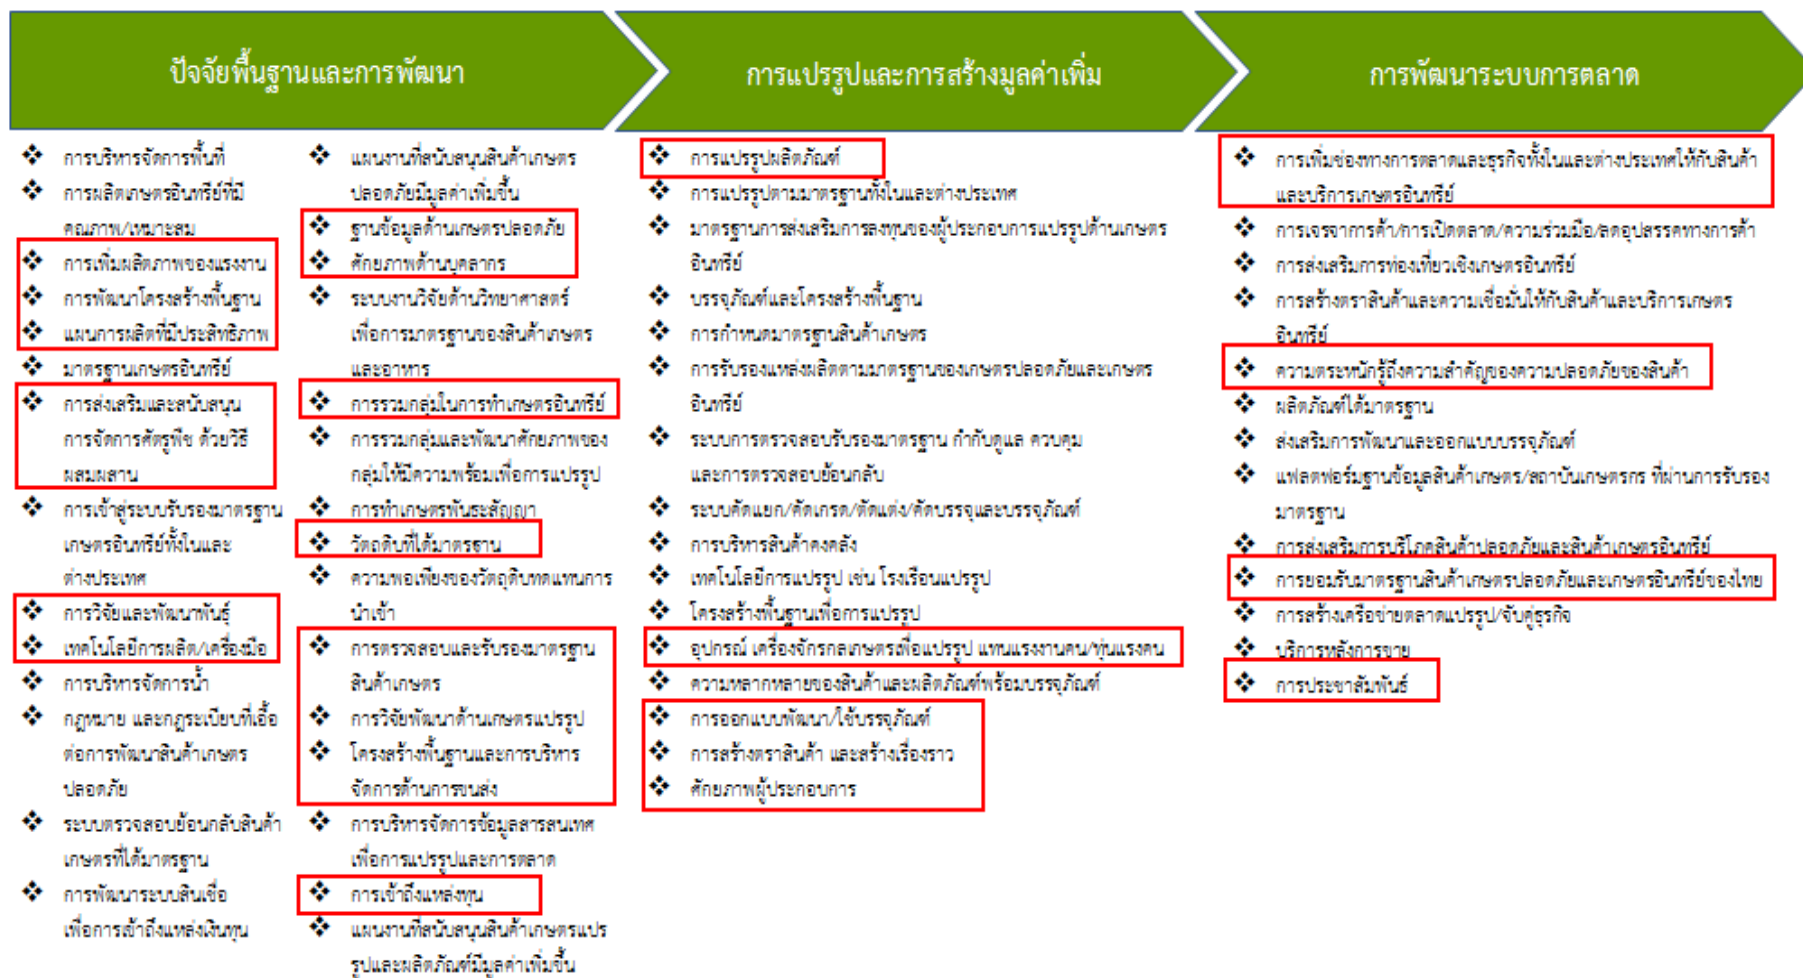 ปัจจัยพื้นฐานและการพัฒนา
การแปรรูปและการสร้างมูลค่าเพิ่ม
การพัฒนาระบบการตลาด
การบริหารจัดการพื้นที่
การผลิตเกษตรอินทรีย์ที่มี
คุณภาพ/เหมาะสม
การเพิ่มผลิตภาพของแรงงาน
การพัฒนาโครงสร้างพื้นฐาน
แผนการผลิตที่มีประสิทธิภาพ
มาตรฐานเกษตรอินทรีย์
การส่งเสริมและสนับสนุน
การจัดการศัตรูพืช ด้วยวิธี
ผสมผสาน
การเข้าสู่ระบบรับรองมาตรฐาน
เกษตรอินทรีย์ทั้งในและ
ต่างประเทศ
การวิจัยและพัฒนาพันธุ์
เทคโนโลยีการผลิต/เครื่องมือ
การบริหารจัดการน้ำ
กฎหมาย และกฎระเบียบที่เอื้อ
ต่อการพัฒนาสินค้าเกษตร
ปลอดภัย
ระบบตรวจสอบย้อนกลับสินค้า
เกษตรที่ได้มาตรฐาน
การพัฒนาระบบสินเชื่อ
เพื่อการเข้าถึงแหล่งเงินทุน
แผนงานที่สนับสนุนสินค้าเกษตร
ปลอดภัยมีมูลค่าเพิ่มขึ้น
ฐานข้อมูลด้านเกษตรปลอดภัย
ศักยภาพด้านบุคลากร
ระบบงานวิจัยด้านวิทยาศาสตร์
เพื่อการมาตรฐานของสินค้าเกษตร
และอาหาร
การรวมกลุ่มในการทำเกษตรอินทรีย์
การรวมกลุ่มและพัฒนาศักยภาพของ
กลุ่มให้มีความพร้อมเพื่อการแปรรูป
การทำเกษตรพันธะสัญญา
วัตถุดิบที่ได้มาตรฐาน
ความพอเพียงของวัตถุดิบทดแทนการ
นำเข้า
การตรวจสอบและรับรองมาตรฐาน
สินค้าเกษตร
การวิจัยพัฒนาด้านเกษตรแปรรูป
โครงสร้างพื้นฐานและการบริหาร
จัดการด้านการขนส่ง
การบริหารจัดการข้อมูลสารสนเทศ
เพื่อการแปรรูปและการตลาด
การเข้าถึงแหล่งทุน
แผนงานที่สนับสนุนสินค้าเกษตรแปร
รูปและผลิตภัณฑ์มีมูลค่าเพิ่มขึ้น
การแปรรูปผลิตภัณฑ์
การแปรรูปตามมาตรฐานทั้งในและต่างประเทศ
มาตรฐานการส่งเสริมการลงทุนของผู้ประกอบการแปรรูปด้านเกษตร
อินทรีย์
บรรจุภัณฑ์และโครงสร้างพื้นฐาน
การกำหนดมาตรฐานสินค้าเกษตร
การรับรองแหล่งผลิตตามมาตรฐานของเกษตรปลอดภัยและเกษตร
อินทรีย์
ระบบการตรวจสอบรับรองมาตรฐาน กำกับดูแล ควบคุม
และการตรวจสอบย้อนกลับ
ระบบคัดแยก/คัดเกรด/ตัดแต่ง/คัดบรรจุและบรรจุภัณฑ์
การบริหารสินค้าคงคลัง
เทคโนโลยีการแปรรูป เช่น โรงเรือนแปรรูป
โครงสร้างพื้นฐานเพื่อการแปรรูป
อุปกรณ์ เครื่องจักรกลเกษตรเพื่อแปรรูป แทนแรงงานคน/ทุ่นแรงคน
ความหลากหลายของสินค้าและผลิตภัณฑ์พร้อมบรรจุภัณฑ์
การออกแบบพัฒนา/ใช้บรรจุภัณฑ์
การสร้างตราสินค้า และสร้างเรื่องราว
ศักยภาพผู้ประกอบการ
การเพิ่มช่องทางการตลาดและธุรกิจทั้งในและต่างประเทศให้กับสินค้า
และบริการเกษตรอินทรีย์
การเจรจาการค้า/การเปิดตลาด/ความร่วมมือ/ลดอุปสรรคทางการค้า
การส่งเสริมการท่องเที่ยวเชิงเกษตรอินทรีย์
การสร้างตราสินค้าและความเชื่อมั่นให้กับสินค้าและบริการเกษตร
อินทรีย์
ความตระหนักรู้ถึงความสำคัญของความปลอดภัยของสินค้า
ผลิตภัณฑ์ได้มาตรฐาน
ส่งเสริมการพัฒนาและออกแบบบรรจุภัณฑ์
แฟลตฟอร์มฐานข้อมูลสินค้าเกษตร/สถาบันเกษตรกร ที่ผ่านการรับรอง
มาตรฐาน
การส่งเสริมการบริโภคสินค้าปลอดภัยและสินค้าเกษตรอินทรีย์
การยอมรับมาตรฐานสินค้าเกษตรปลอดภัยและเกษตรอินทรีย์ของไทย
การสร้างเครือข่ายตลาดแปรรูป/จับคู่ธุรกิจ
บริการหลังการขาย
การประชาสัมพันธ์